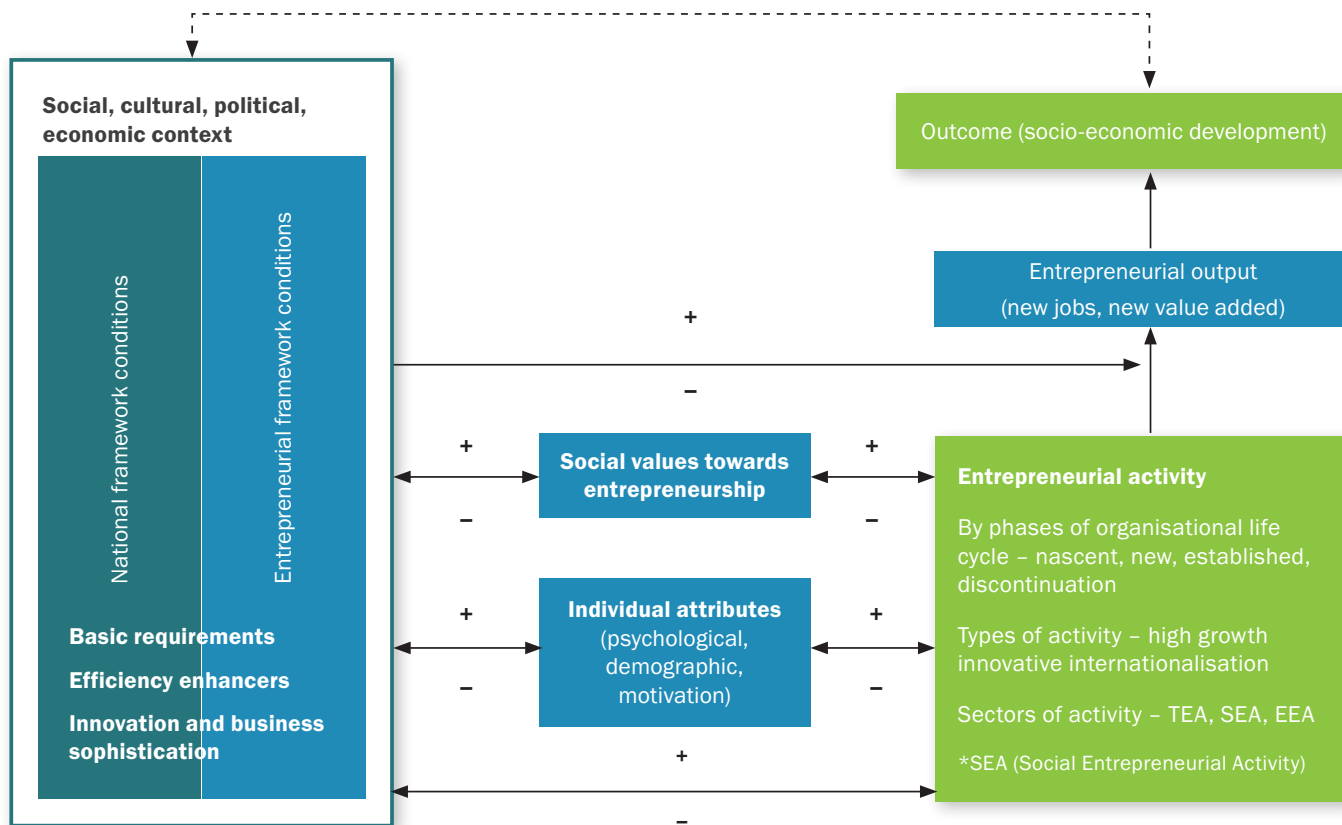 Social, cultural, political,
economic context
National framework conditions
Entrepreneurial framework conditions
Basic requirements
Efficiency enhancers
Innovation and business
sophistication
Outcome (socio-economic development)
Entrepreneurial output
(new jobs, new value added)
+
–
+
–
Social values towards
entrepreneurship
+
–
+
–
Individual attributes
(psychological,
demographic,
motivation)
+
–
+
–
Entrepreneurial activity
By phases of organisational life
cycle – nascent, new, established,
discontinuation
Types of activity – high growth
innovative internationalisation
Sectors of activity – TEA, SEA, EEA
*SEA (Social Entrepreneurial Activity)